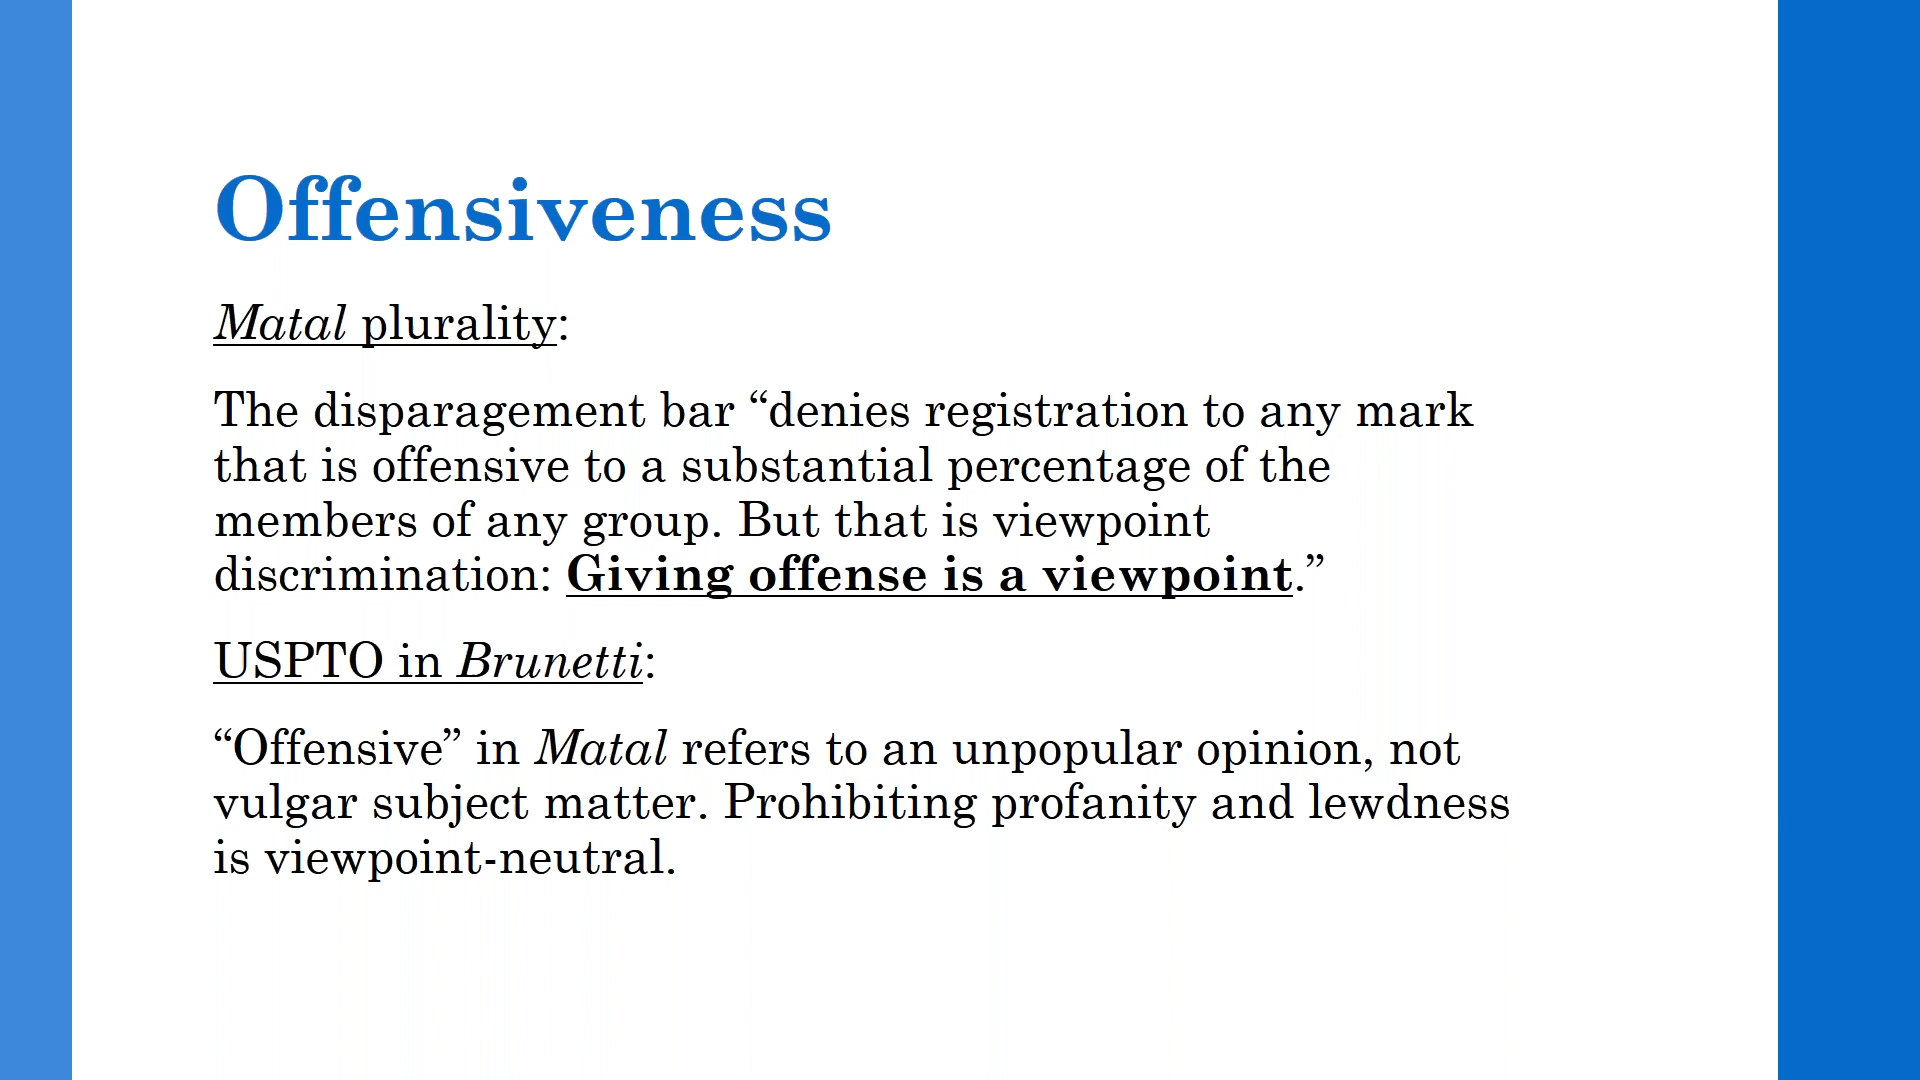 Offensiveness
Matal plurality:
The disparagement bar “denies registration to any mark
that is offensive to a substantial percentage of the
members of any group. But that is viewpoint
discrimination: Giving offense is a viewpoint.”
USPTO in Brunetti:
“Offensive” in Matal refers to an unpopular opinion, not
vulgar subject matter. Prohibiting profanity and lewdness
is viewpoint-neutral.